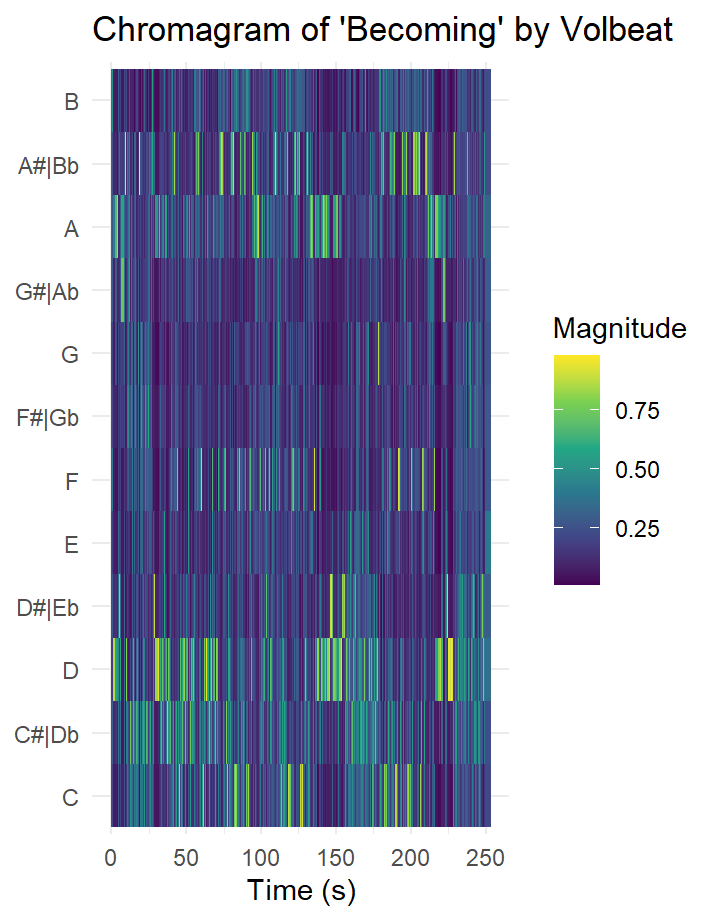 Chromagram of 'Becoming' by Volbeat
B
A#|Bb
A
G#|Ab
G
F#|Gb
F
E
D#|Eb
D
C#|Db
C
0 50 100 150 200 250
Time (s)
Magnitude
0.75
0.50
0.25